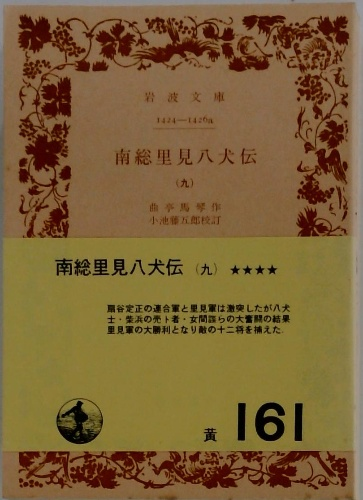 岩波文庫
1424—1426a
南総里見八犬伝
(九)
曲亭馬琴作
小池藤五郎校訂
南総里見八犬伝 (九) ★★★★
扇谷定正の連合軍と里見軍は激突したが八犬
士・柴浜の売卜者・女間諜らの大奮闘の結果
里見軍の大勝利となり敵の十二将を捕えた.
黄 161